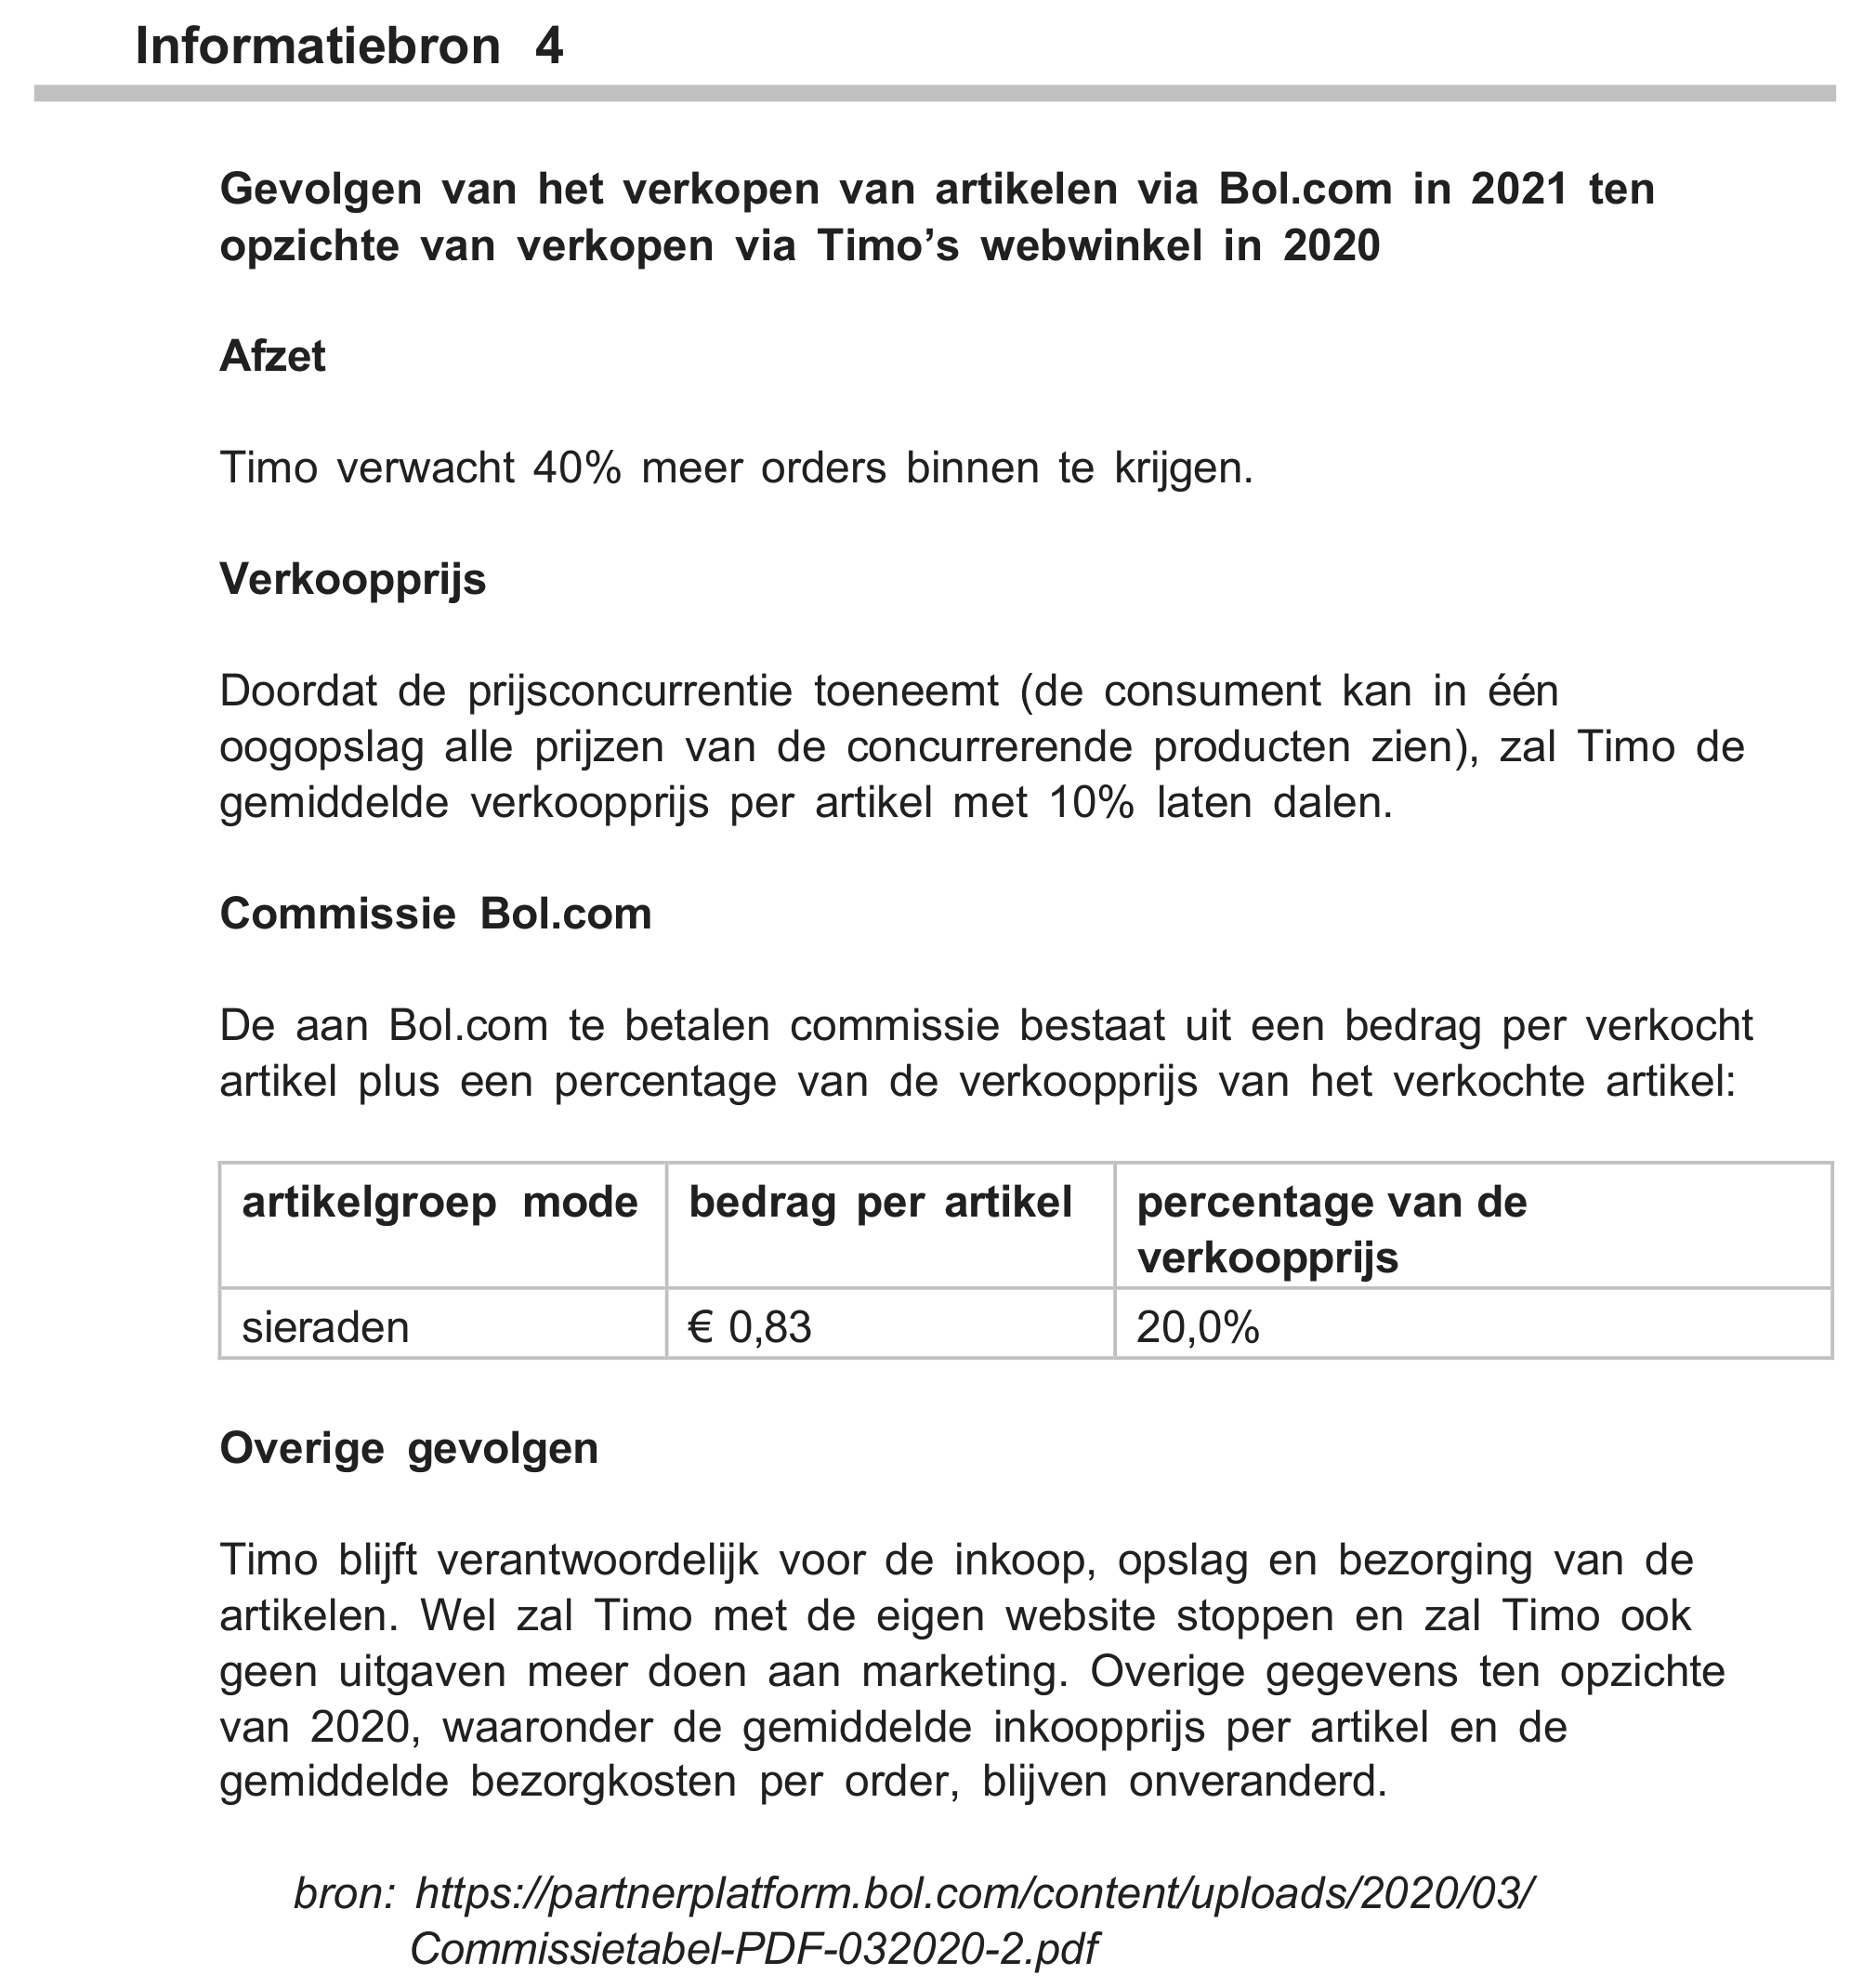 Informatiebron 4
Gevolgen van het verkopen van artikelen via Bol.com in 2021 ten
opzichte van verkopen via Timo’s webwinkel in 2020
Afzet
Timo verwacht 40% meer orders binnen te krijgen.
Verkoopprijs
Doordat de prijsconcurrentie toeneemt (de consument kan in één
oogopslag alle prijzen van de concurrerende producten zien), zal Timo de
gemiddelde verkoopprijs per artikel met 10% laten dalen.
Commissie Bol.com
De aan Bol.com te betalen commissie bestaat uit een bedrag per verkocht
artikel plus een percentage van de verkoopprijs van het verkochte artikel:
artikelgroep mode bedrag per artikel percentage van de
verkoopprijs
sieraden € 0,83 20,0%
Overige gevolgen
Timo blijft verantwoordelijk voor de inkoop, opslag en bezorging van de
artikelen. Wel zal Timo met de eigen website stoppen en zal Timo ook
geen uitgaven meer doen aan marketing. Overige gegevens ten opzichte
van 2020, waaronder de gemiddelde inkoopprijs per artikel en de
gemiddelde bezorgkosten per order, blijven onveranderd.
bron: https://partnerplatform.bol.com/content/uploads/2020/03/
Commissietabel-PDF-032020-2.pdf